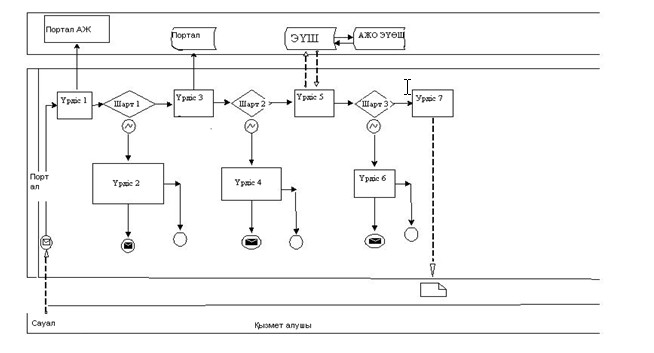 Портал АЖ
Портал
ЭҮШ
АЖО ЭҮӨШ
Үрдіс 1
Шарт 1
Үрдіс 3
Шарт 2
Үрдіс 5
Шарт 3
Үрдіс 7
Порт
ал
Үрдіс 2
Үрдіс 4
Үрдіс 6
Сауал
Қызмет алушы